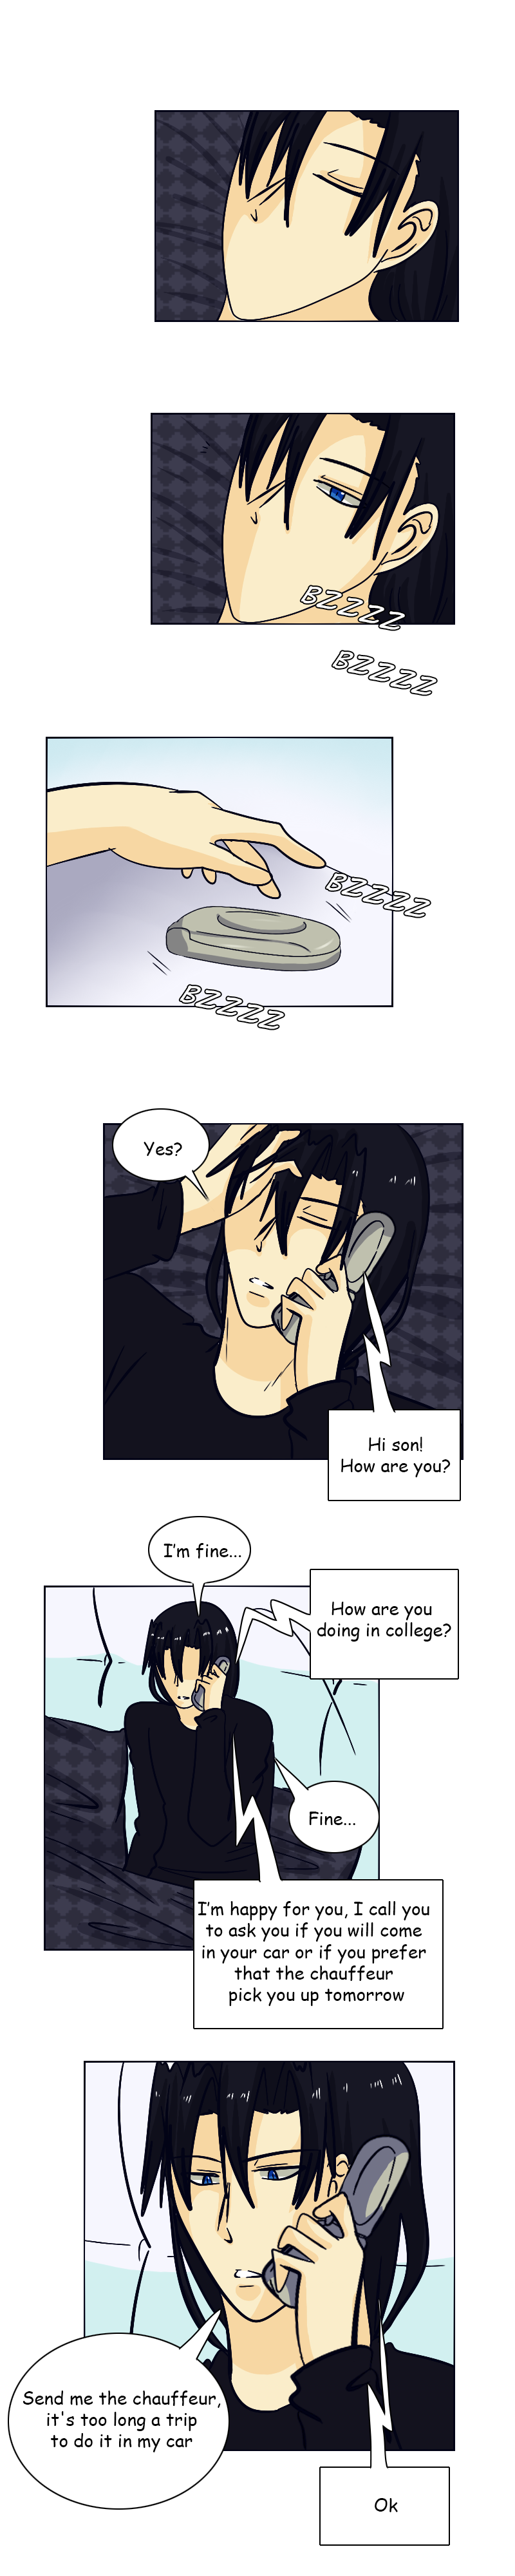 BZZZZ
BZZZZ
BZZZZ
BZZZZ
Yes?
Hi son!
How are you?
I'm fine...
How are you
doing in college?
Fine...
I'm happy for you, I call you
to ask you if you will come
in your car or if you prefer
that the chauffeur
pick you up tomorrow
Send me the chauffeur,
it's too long a trip
to do it in my car
Ok